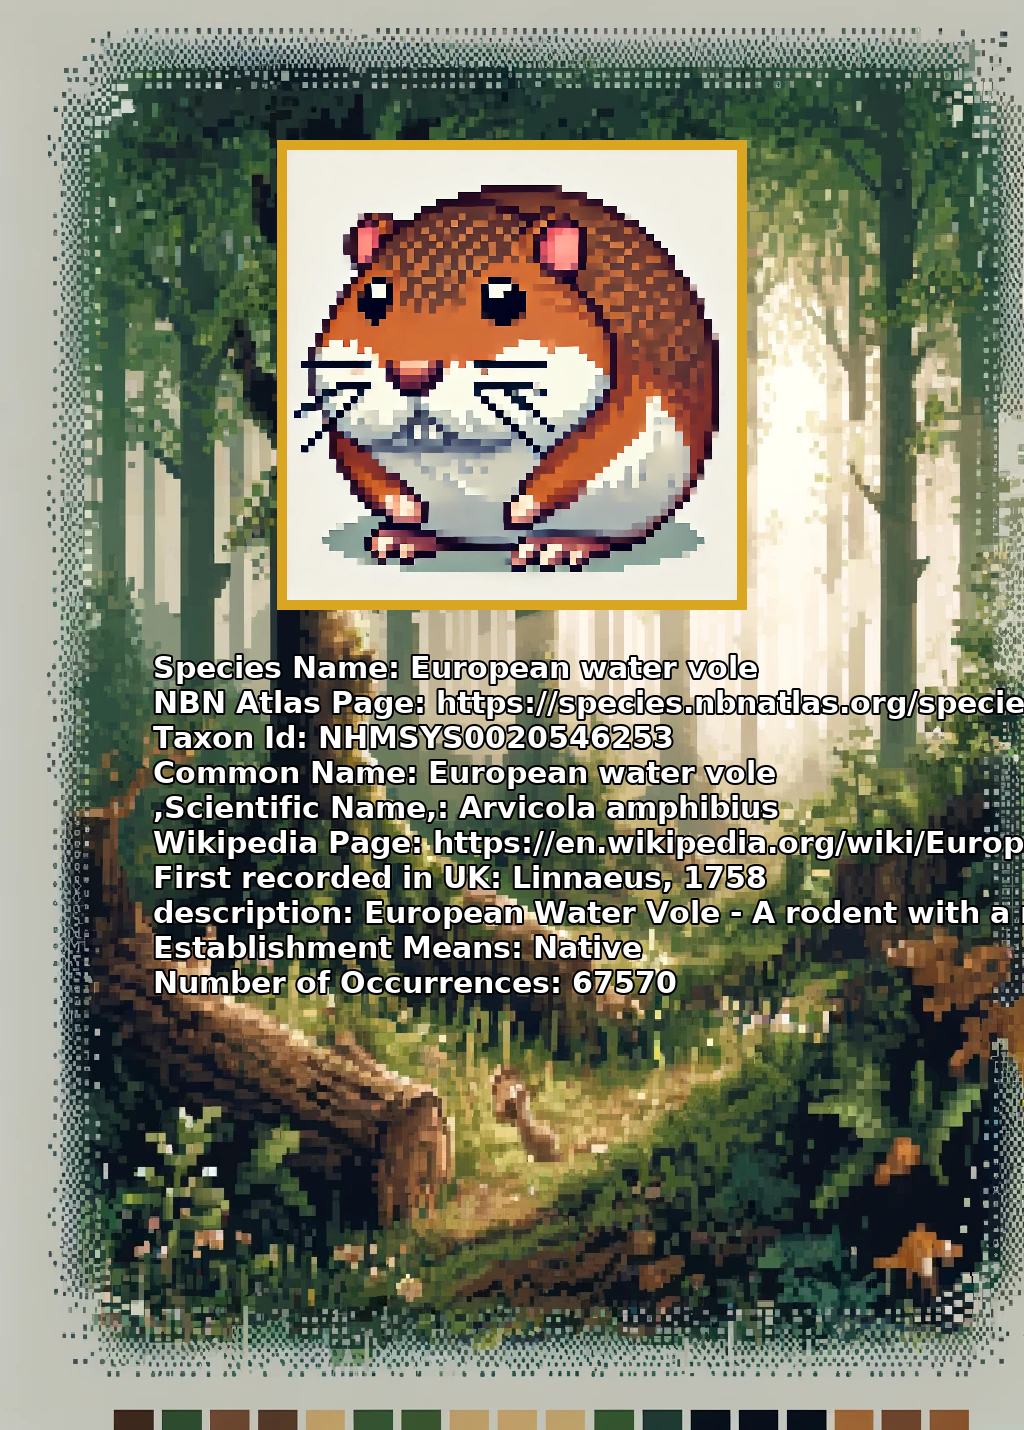 Species Name: European water vole
NBN Atlas Page: https://species.nbnatlas.org/specie
Taxon Id: NHMSYS0020546253
Common Name: European water vole
,Scientific Name,: Arvicola amphibius
Wikipedia Page: https://en.wikipedia.org/wiki/Europ
First recorded in UK: Linnaeus, 1758
description: European Water Vole - A rodent with a
Establishment Means: Native
Number of Occurrences: 67570